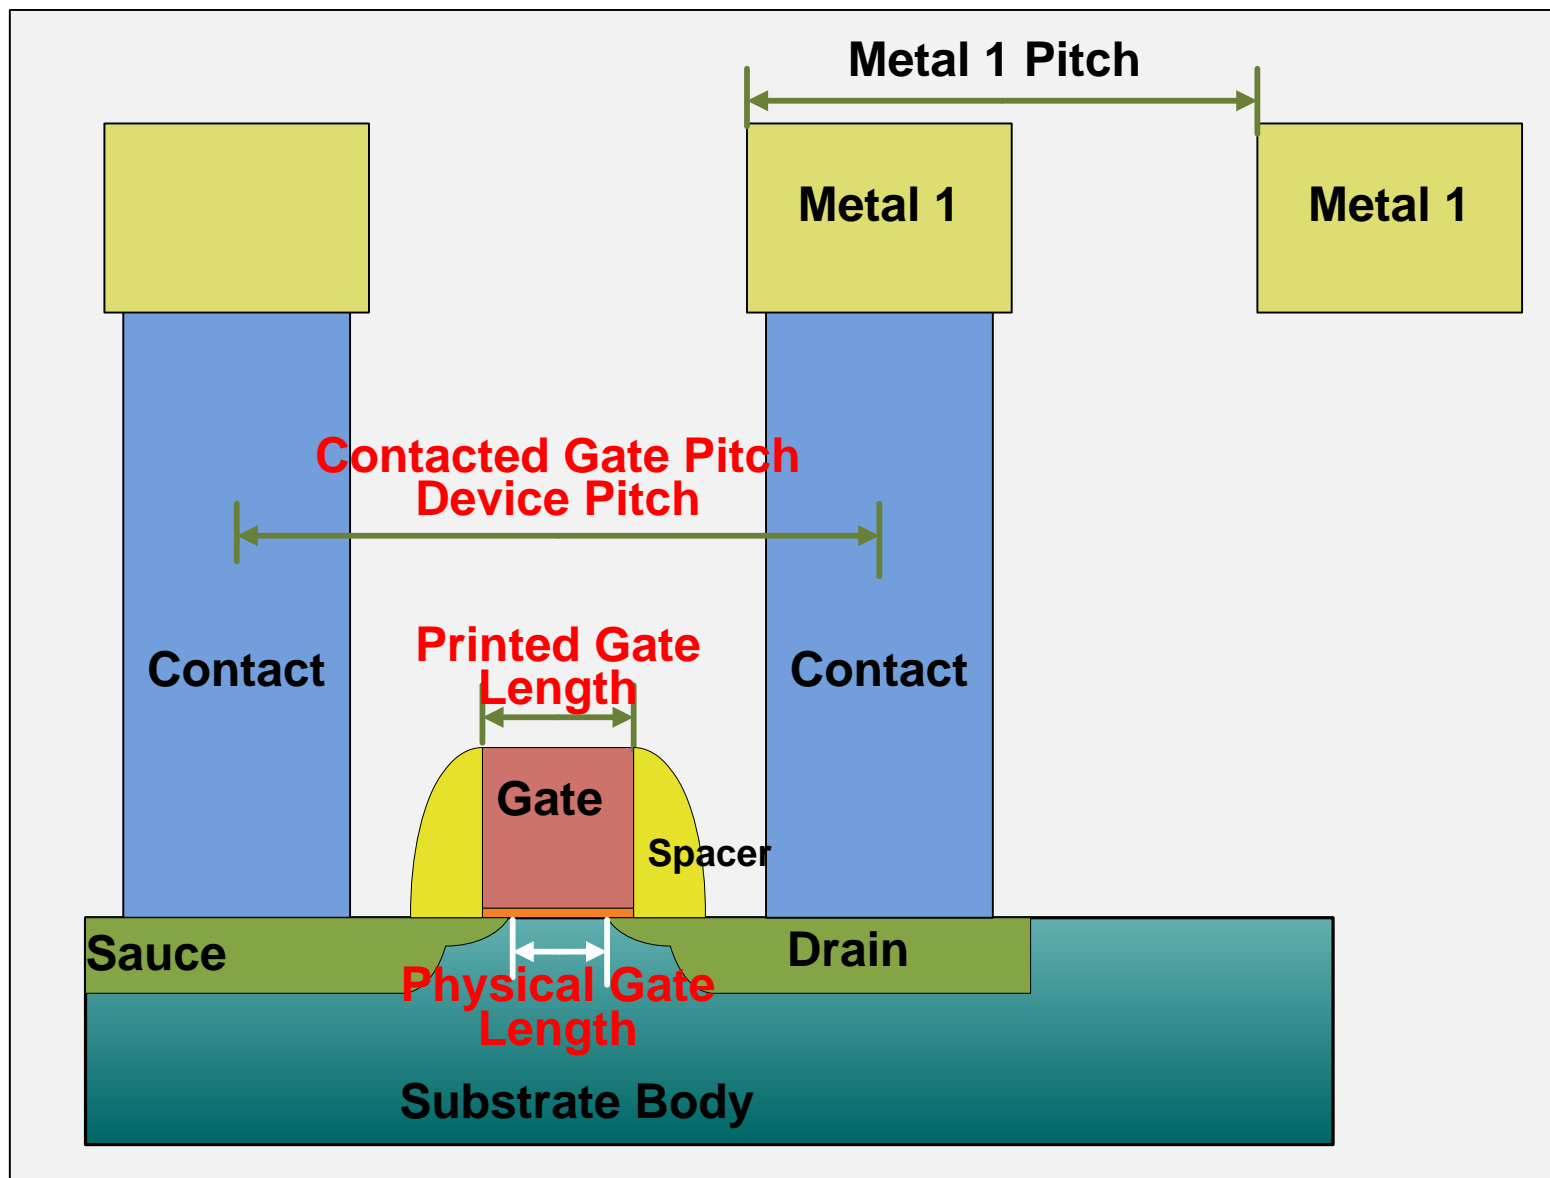 Metal 1 Pitch
Metal 1
Metal 1
Contacted Gate Pitch
Device Pitch
Printed Gate
Length
Contact
Contact
Gate
Spacer
Sauce
Drain
Physical Gate
Length
Substrate Body